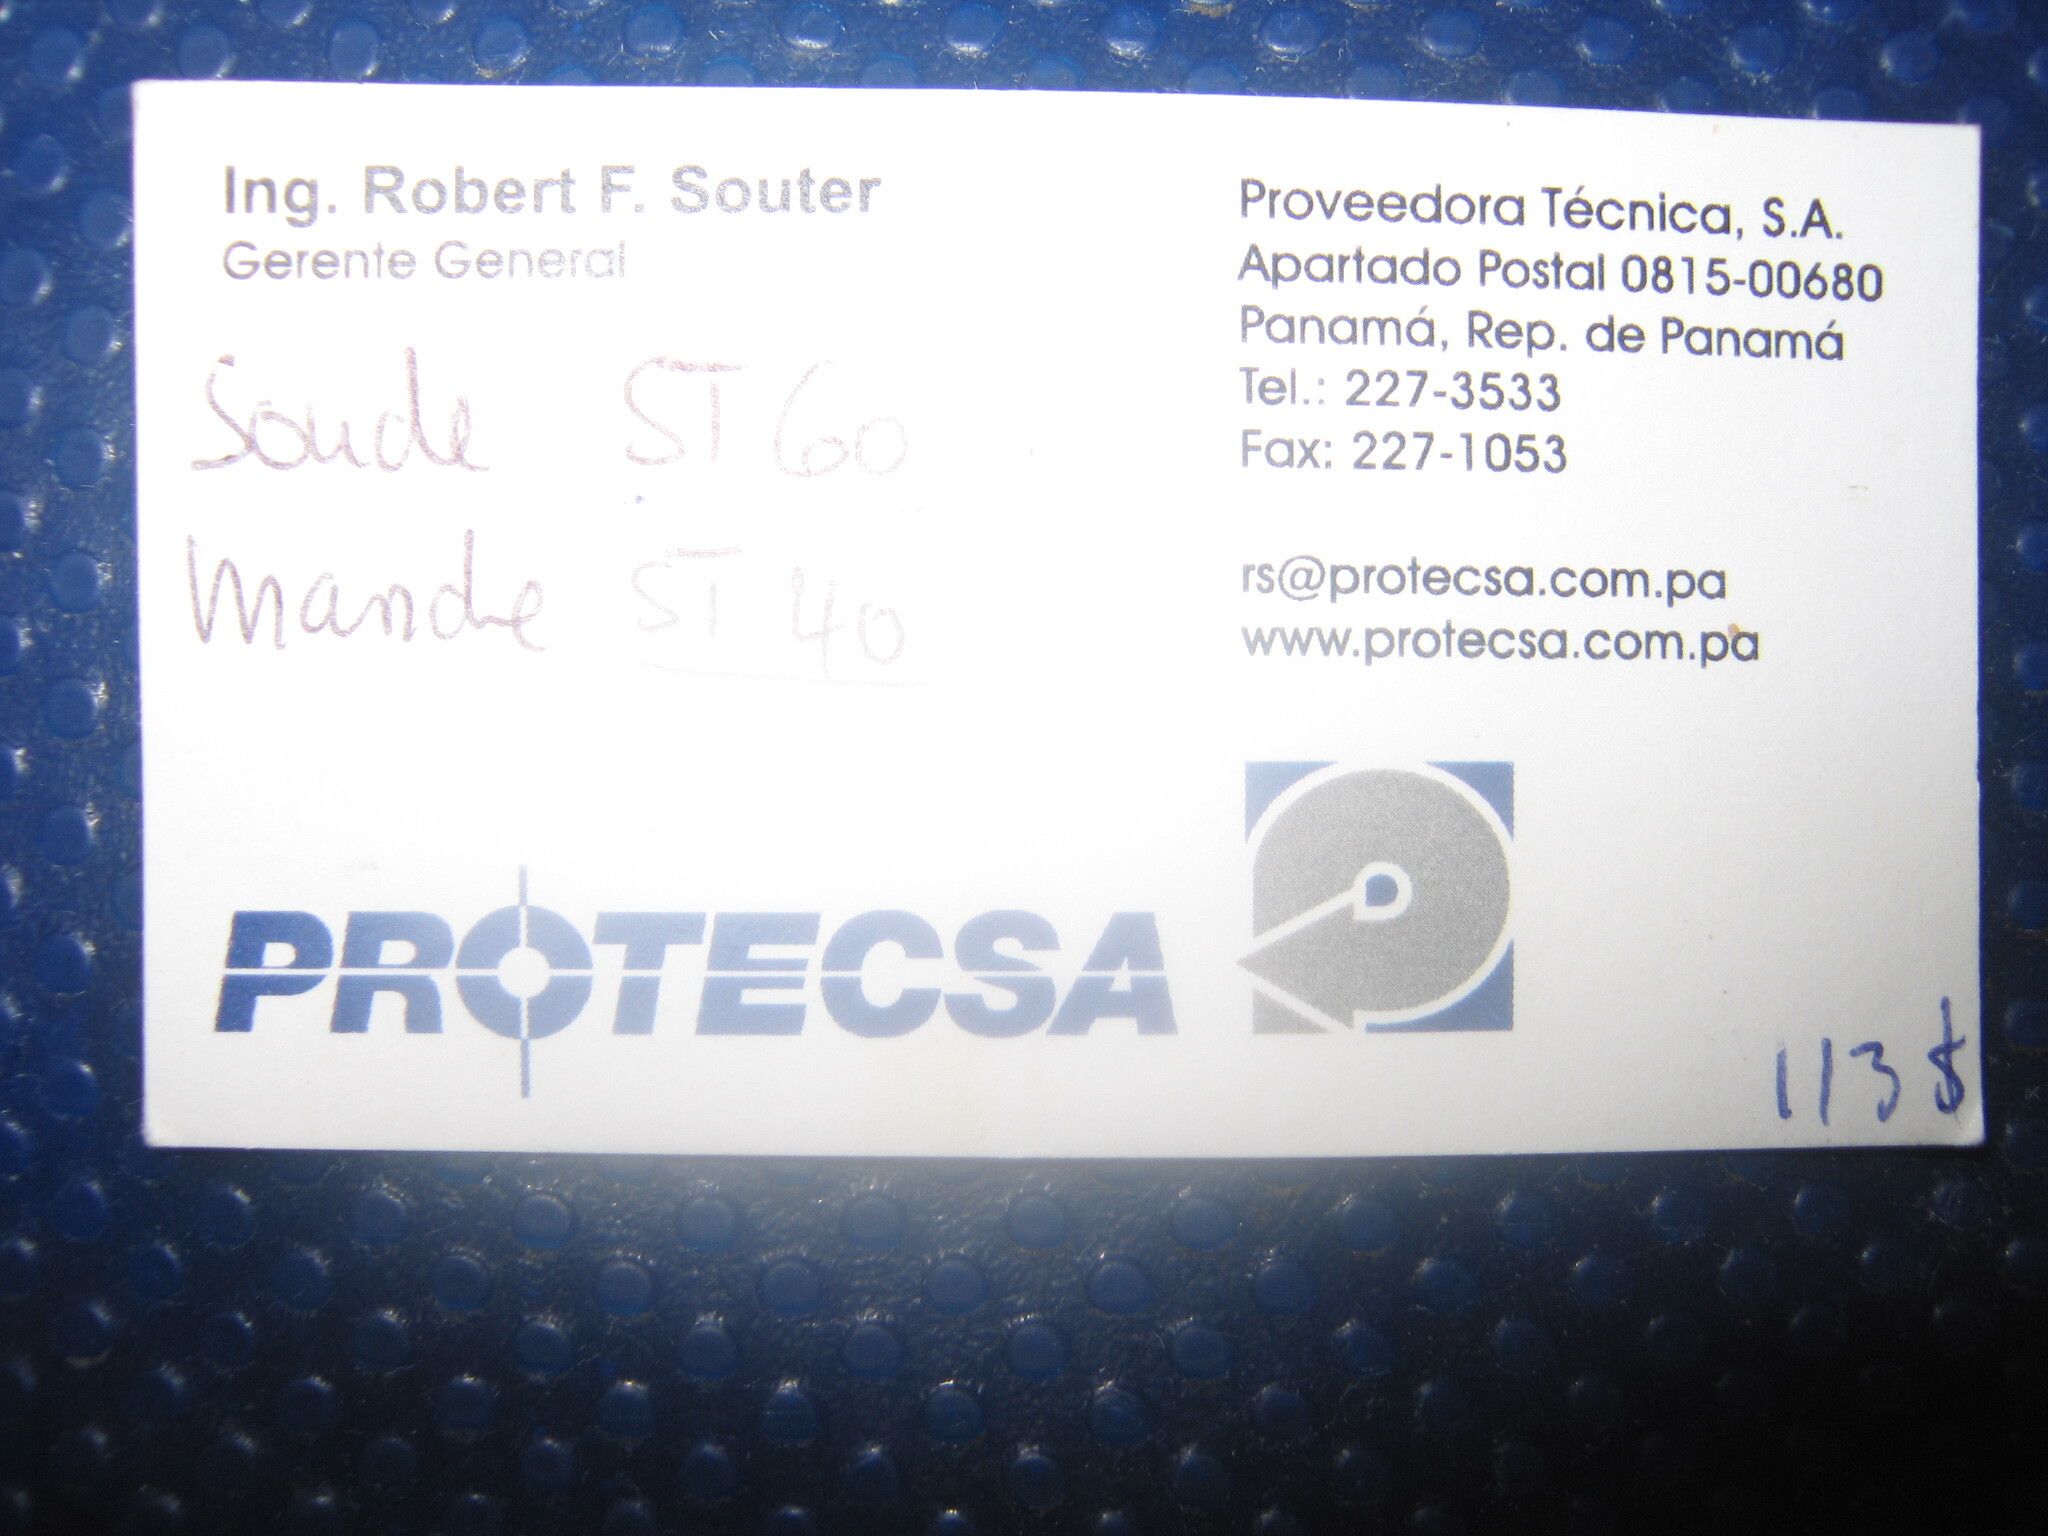 Ing. Robert F. Souter
Gerente General
Sonde ST 60
Manche ST 40
Proveedora Técnica, S.A.
Apartado Postal 0815-00680
Panamá, Rep. de Panamá
Tel.: 227-3533
Fax: 227-1053
rs@protecsa.com.pa
www.protecsa.com.pa
PROTECSA
113$